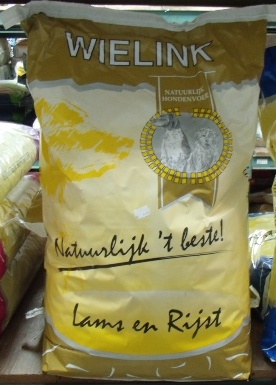 WIELINK
NATUURLIJK
HONDENVOER
Natuurlijk 't beste!
Lams en Rijst